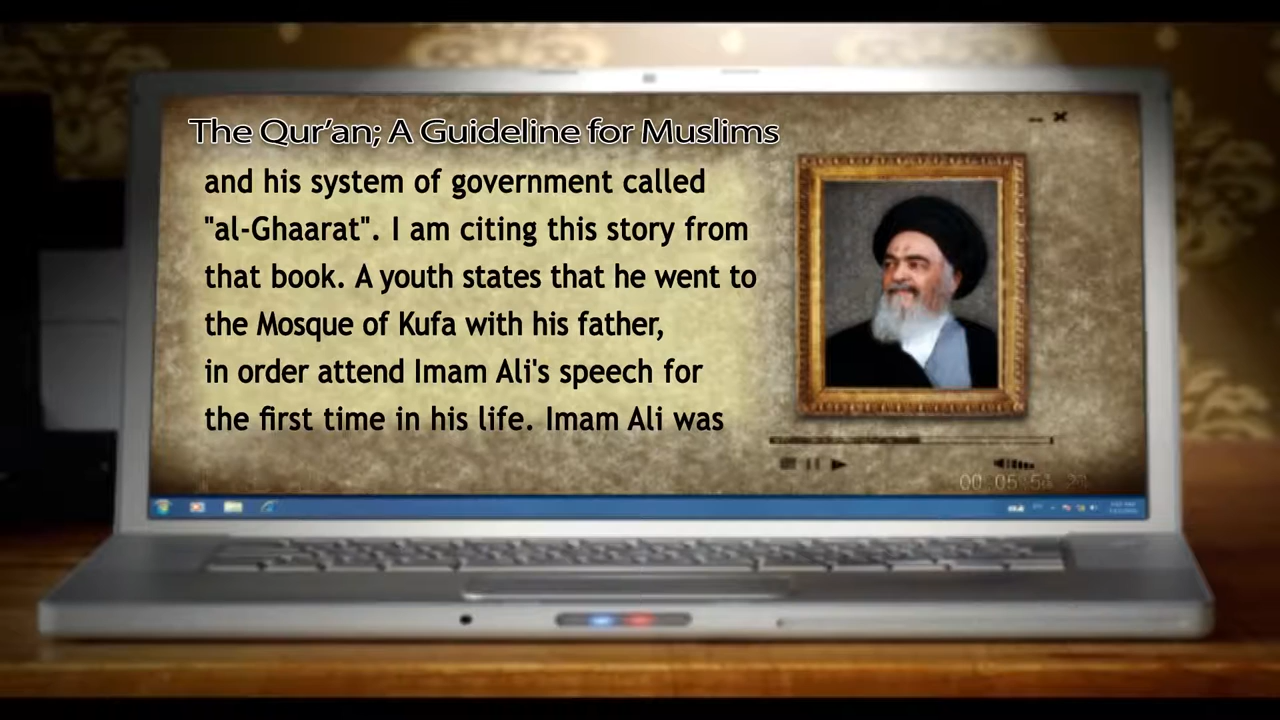 The Qur'an; A Guideline for Muslims
and his system of government called
"al-Ghaarat". I am citing this story from
that book. A youth states that he went to
the Mosque of Kufa with his father,
in order attend Imam Ali's speech for
the first time in his life. Imam Ali was